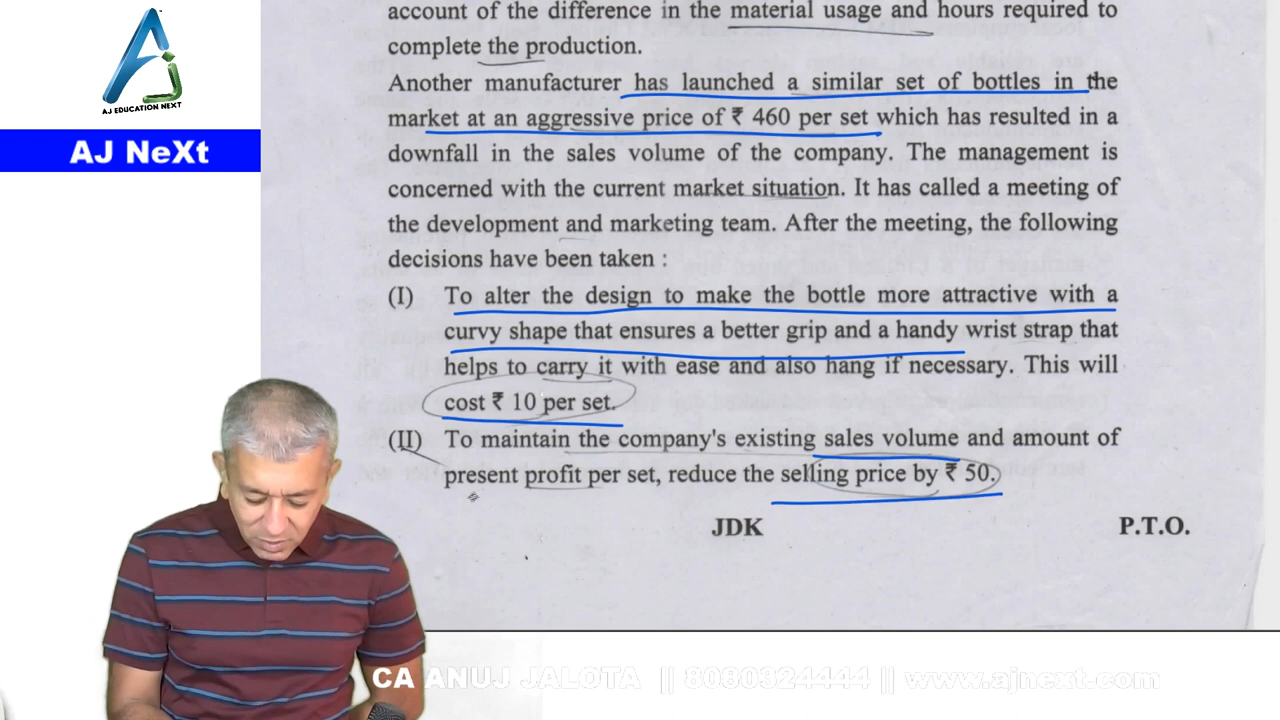 account of the difference in the material usage and hours required to
complete the production.
Another manufacturer has launched a similar set of bottles in the
market at an aggressive price of ₹ 460 per set which has resulted in a
downfall in the sales volume of the company. The management is
concerned with the current market situation. It has called a meeting of
the development and marketing team. After the meeting, the following
decisions have been taken :
(I) To alter the design to make the bottle more attractive with a
curvy shape that ensures a better grip and a handy wrist strap that
helps to carry it with ease and also hang if necessary. This will
cost ₹ 10 per set.
(II) To maintain the company's existing sales volume and amount of
present profit per set, reduce the selling price by ₹ 50.
JDK P.T.O.
AJ EDUCATION NEXT
AJ NeXt
CA ANUJ JALOTA || 8080324444 || www.ajnext.com